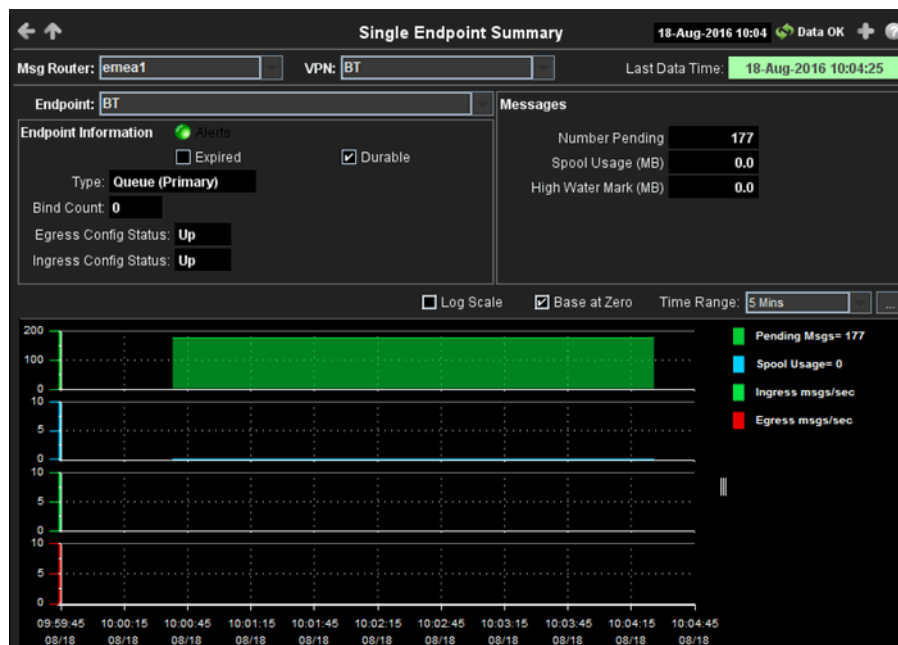 Single Endpoint Summary
18-Aug-2016 10:04 Data OK
Msg Router: emea1 VPN: BT Last Data Time: 18-Aug-2016 10:04:25
Endpoint: BT
Endpoint Information Alerts
Expired Durable
Type: Queue (Primary)
Bind Count: 0
Egress Config Status: Up
Ingress Config Status: Up
Messages
Number Pending 177
Spool Usage (MB) 0.0
High Water Mark (MB) 0.0
Log Scale Base at Zero Time Range: 5 Mins ...
200
100
0
10
5
0
10
5
0
10
5
0
09:59:45 10:00:15 10:00:45 10:01:15 10:01:45 10:02:15 10:02:45 10:03:15 10:03:45 10:04:15 10:04:45
08/18 08/18 08/18 08/18 08/18 08/18 08/18 08/18 08/18 08/18 08/18
Pending Msgs= 177
Spool Usage= 0
Ingress msgs/sec
Egress msgs/sec